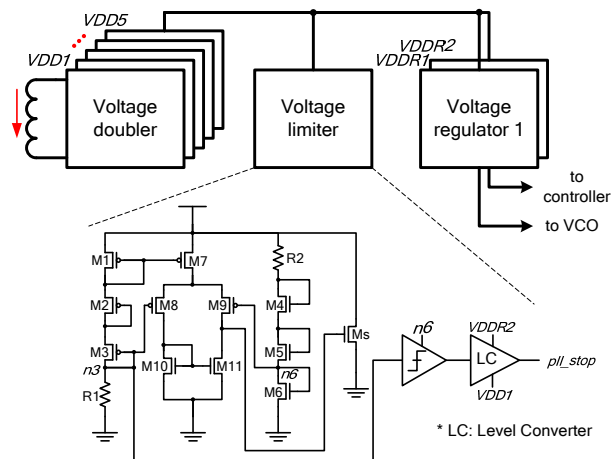 VDD5
VDD1
VDDR2
VDDR1
Voltage
doubler
Voltage
limiter
Voltage
regulator 1
to
controller
to VCO
M1
M7
R2
M2
M8
M9
M4
M3
n3
M10
M11
M5
n6
M6
R1
Ms
n6
VDDR2
LC
VDD1
pll_stop
* LC: Level Converter